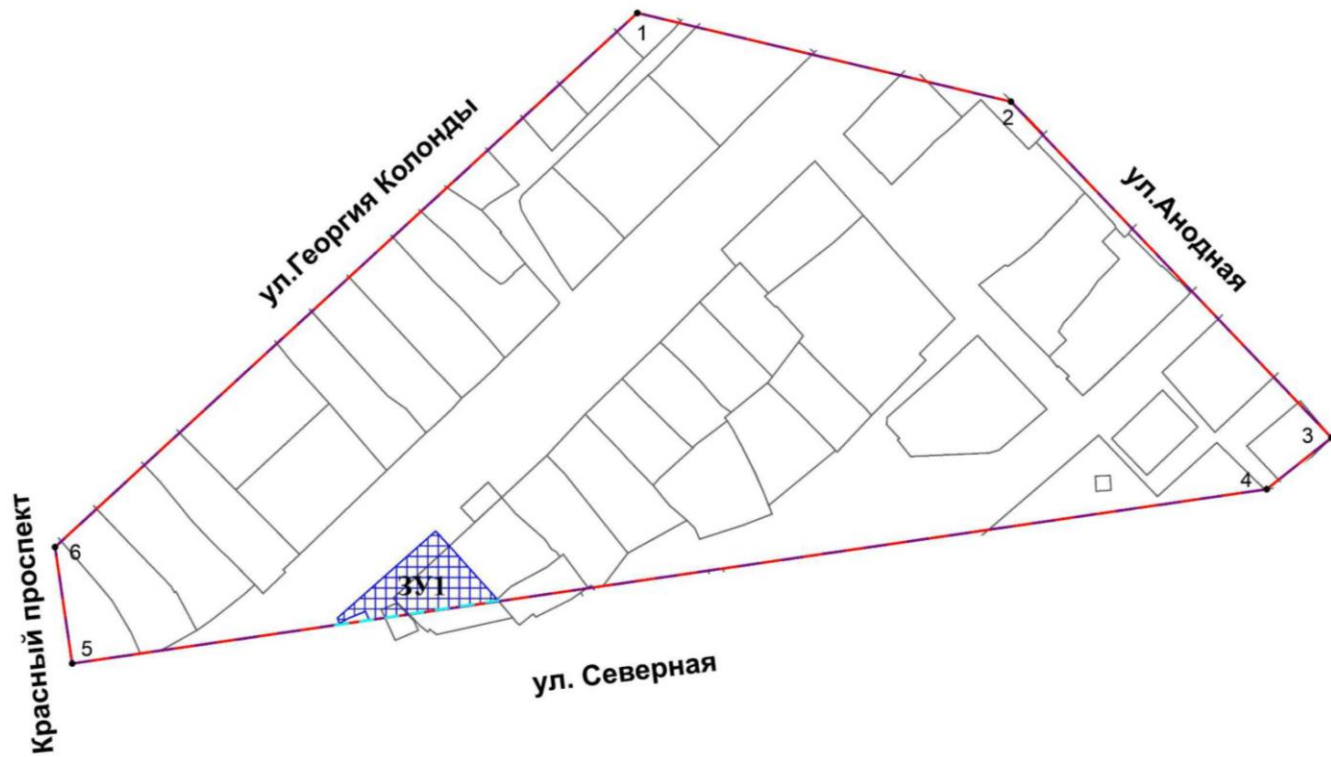 1
2
ул.Георгия Колонды
ул.Анодная
3
4
Красный проспект
6
ЗУ1
5
ул. Северная